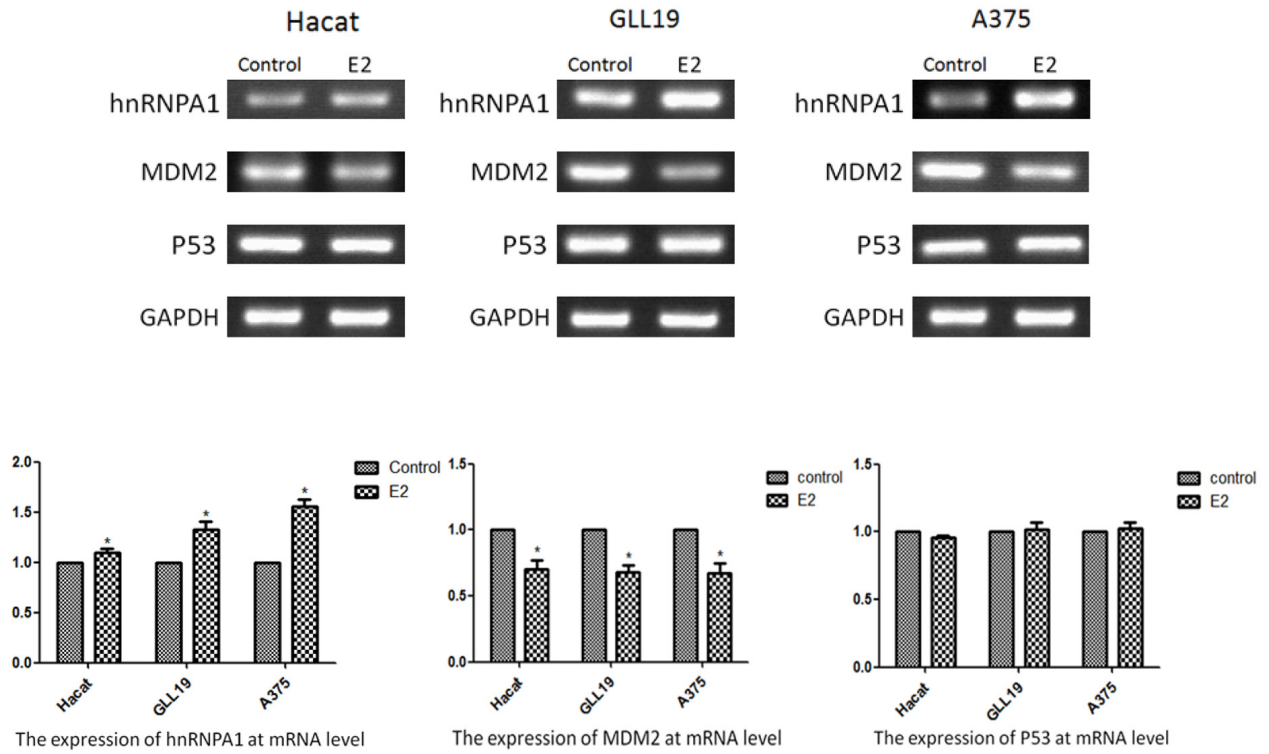 Hacat GLL19 A375
Control E2 Control E2 Control E2
hnRNPA1 hnRNPA1 hnRNPA1
MDM2 MDM2 MDM2
P53 P53 P53
GAPDH GAPDH GAPDH
2.0
1.5
1.0
0.5
0.0
Control
E2
* * *
Hacat GLL19 A375
The expression of hnRNPA1 at mRNA level
1.5
1.0
0.5
0.0
control
E2
* * *
Hacat GLL19 A375
The expression of MDM2 at mRNA level
1.5
1.0
0.5
0.0
control
E2
Hacat GLL19 A375
The expression of P53 at mRNA level